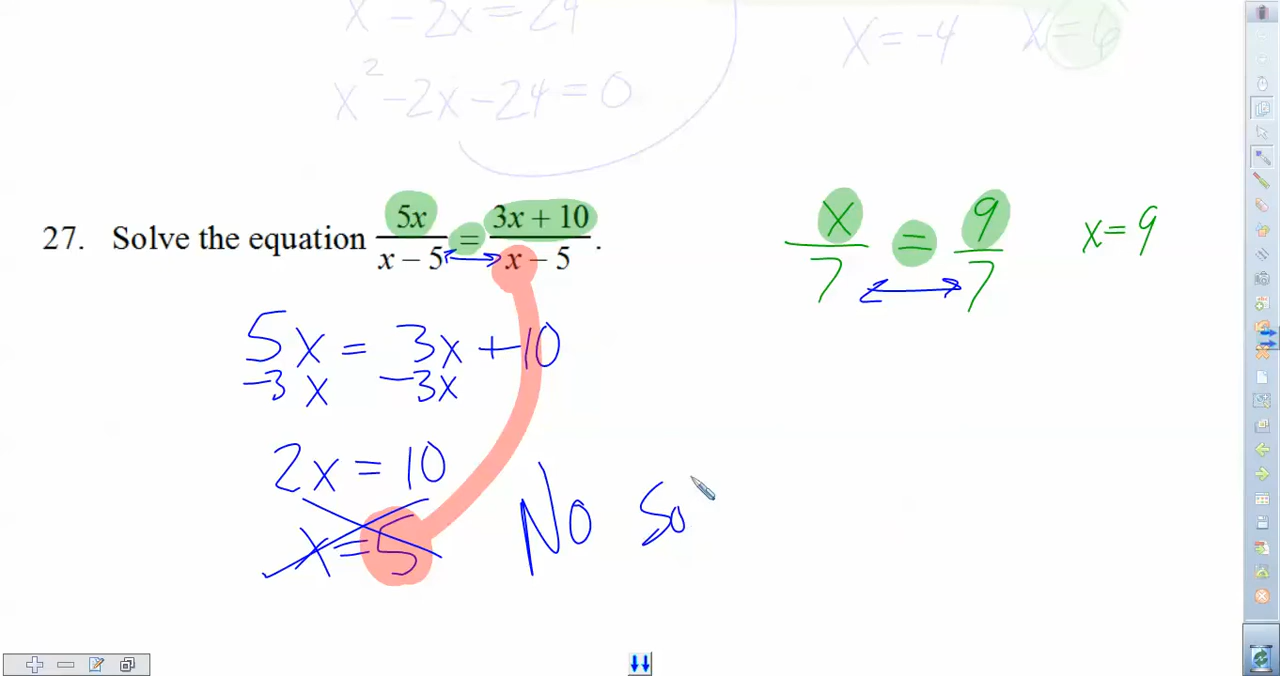 x - 2x = 24
x = -4 x = 6
x² - 2x - 24 = 0
27. Solve the equation 5x/(x - 5) = (3x + 10)/(x - 5).
x/7 = 9/7 x = 9
5x = 3x + 10
-3x -3x
2x = 10
x = 5
No So